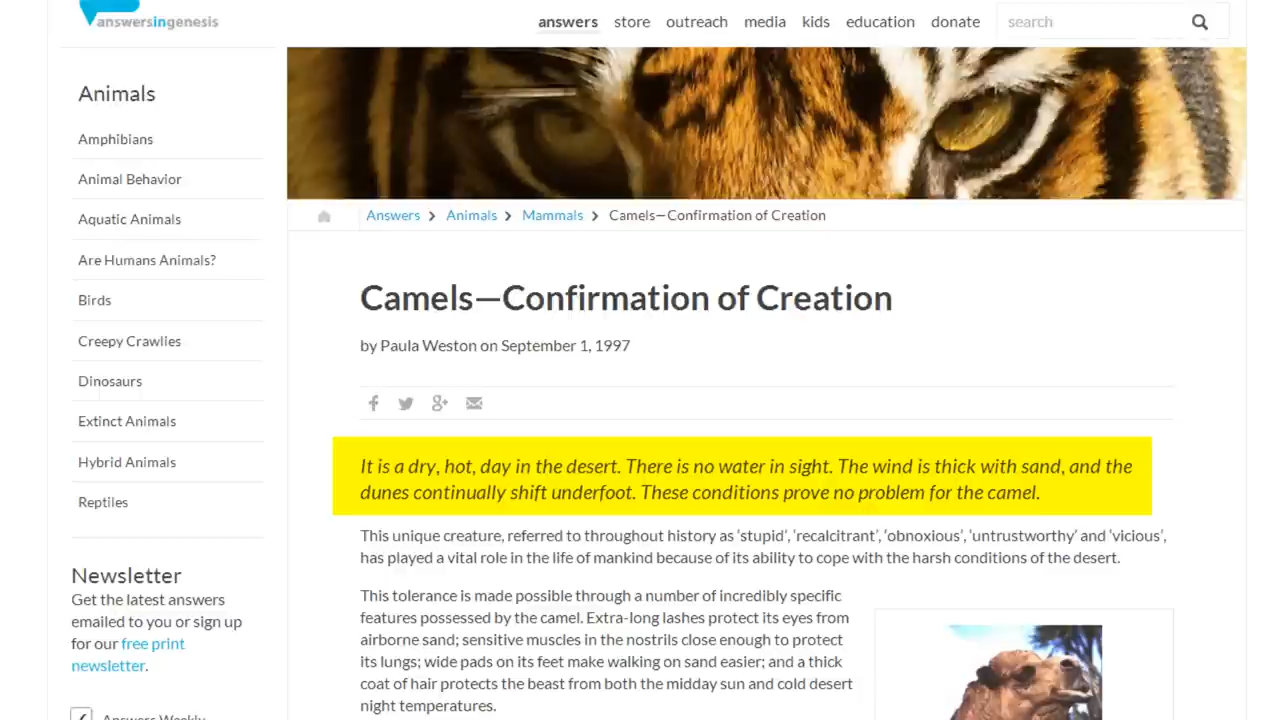 answersingenesis
answers store outreach media kids education donate search
Animals
Amphibians
Animal Behavior
Aquatic Animals
Are Humans Animals?
Birds
Creepy Crawlies
Dinosaurs
Extinct Animals
Hybrid Animals
Reptiles
Newsletter
Get the latest answers
emailed to you or sign up
for our free print
newsletter.
Answers Weekly
Answers > Animals > Mammals > Camels—Confirmation of Creation
Camels—Confirmation of Creation
by Paula Weston on September 1, 1997
It is a dry, hot, day in the desert. There is no water in sight. The wind is thick with sand, and the
dunes continually shift underfoot. These conditions prove no problem for the camel.
This unique creature, referred to throughout history as ‘stupid’, ‘recalcitrant’, ‘obnoxious’, ‘untrustworthy’ and ‘vicious’,
has played a vital role in the life of mankind because of its ability to cope with the harsh conditions of the desert.
This tolerance is made possible through a number of incredibly specific
features possessed by the camel. Extra-long lashes protect its eyes from
airborne sand; sensitive muscles in the nostrils close enough to protect
its lungs; wide pads on its feet make walking on sand easier; and a thick
coat of hair protects the beast from both the midday sun and cold desert
night temperatures.